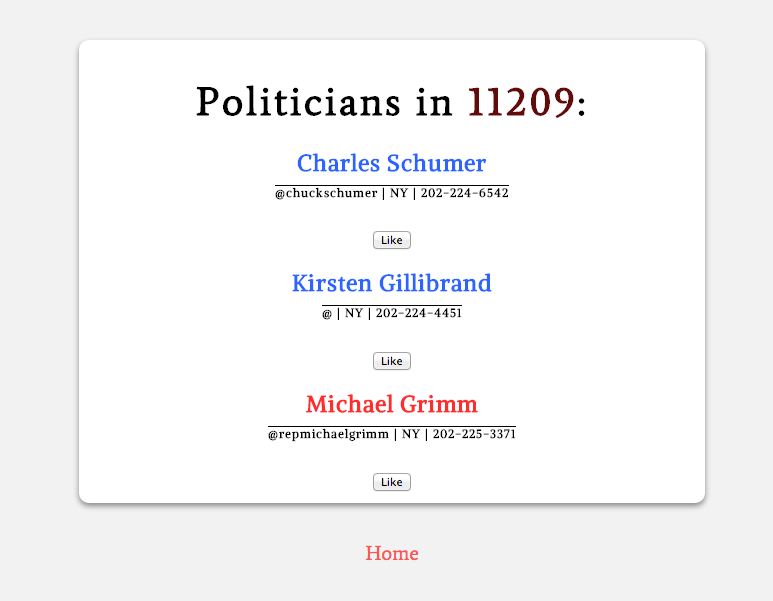 Politicians in 11209:
Charles Schumer
@chuckschumer | NY | 202-224-6542
Like
Kirsten Gillibrand
@ | NY | 202-224-4451
Like
Michael Grimm
@repmichaelgrimm | NY | 202-225-3371
Like
Home